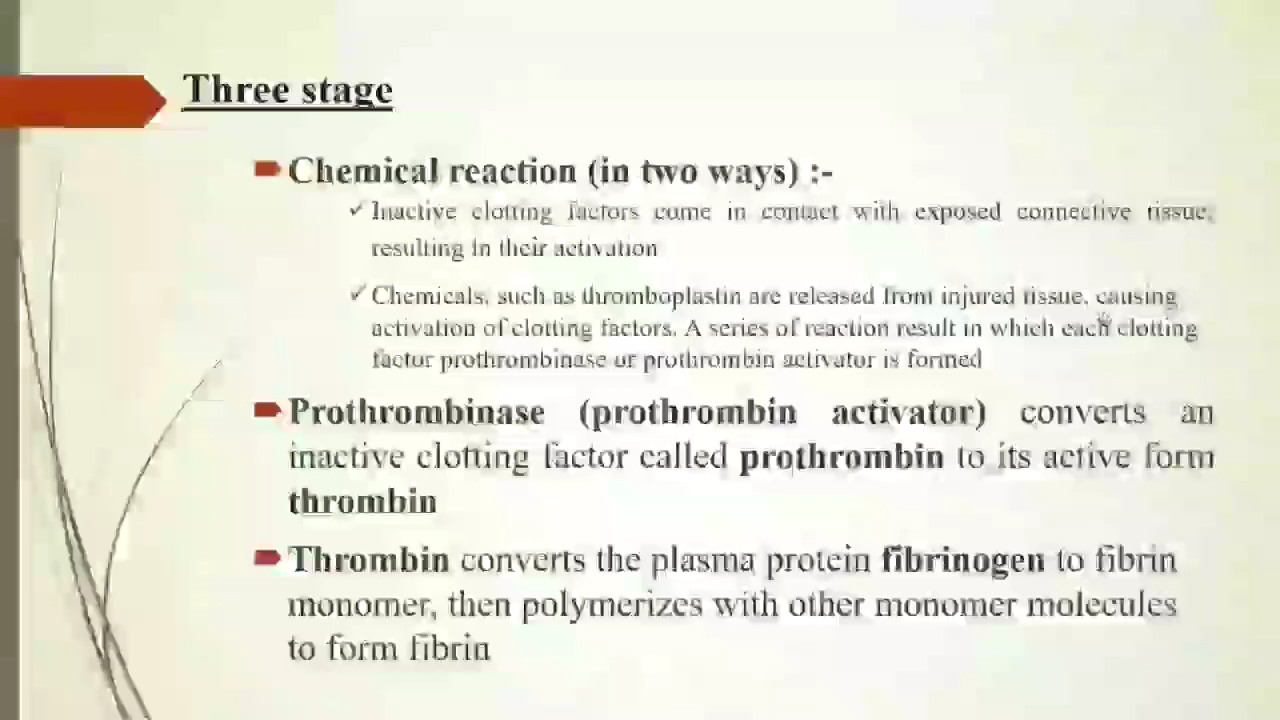 Three stage
Chemical reaction (in two ways) :-
Inactive clotting factors come in contact with exposed connective tissue,
resulting in their activation
Chemicals, such as thromboplastin are released from injured tissue, causing
activation of clotting factors. A series of reaction result in which each clotting
factor prothrombinase or prothrombin activator is formed
Prothrombinase (prothrombin activator) converts an
inactive clotting factor called prothrombin to its active form
thrombin
Thrombin converts the plasma protein fibrinogen to fibrin
monomer, then polymerizes with other monomer molecules
to form fibrin